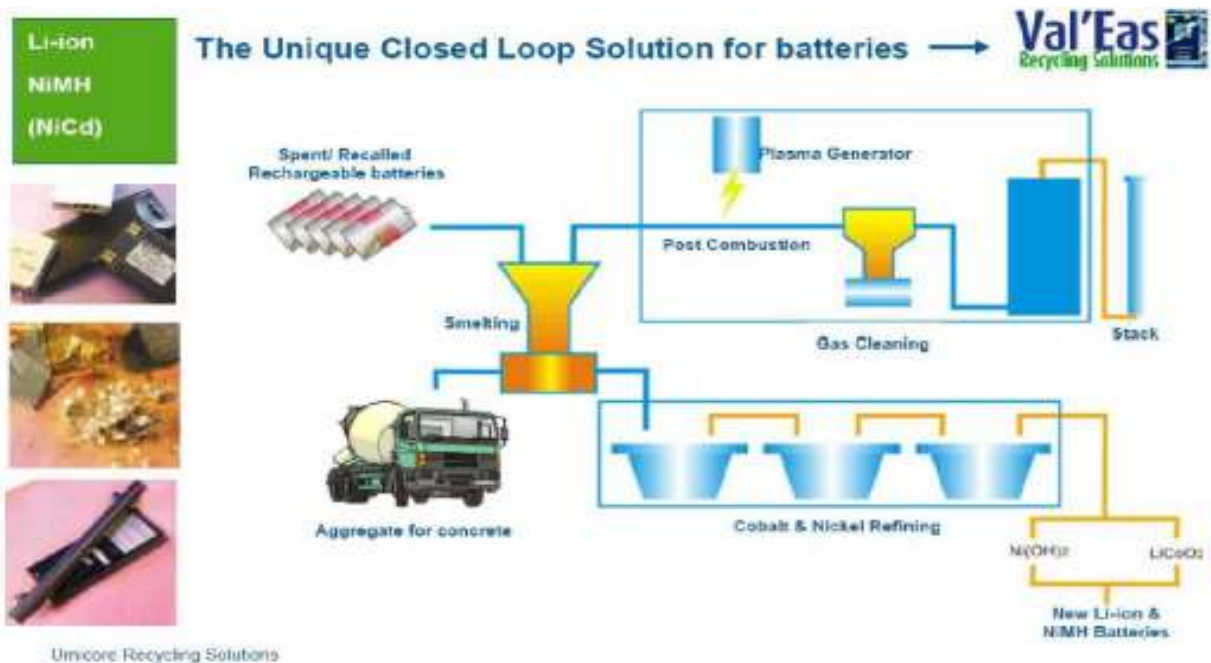 Li-ion
NiMH
(NiCd)
The Unique Closed Loop Solution for batteries
Val'Eas
Recycling Solutions
Spent/ Recalled
Rechargeable batteries
Plasma Generator
Post Combustion
Smelting
Gas Cleaning
Stack
Aggregate for concrete
Cobalt & Nickel Refining
Ni(OH)2
LiCoO2
New Li-ion &
NiMH Batteries
Umicore Recycling Solutions